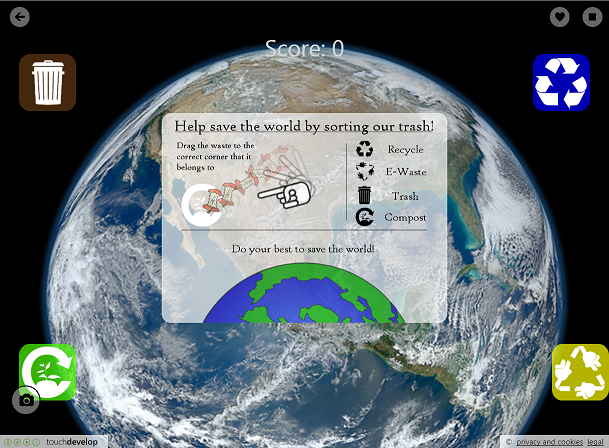 Score: 0
Help save the world by sorting our trash!
Drag the waste to the
correct corner that it
belongs to
Recycle
E-Waste
Trash
Compost
Do your best to save the world!
touchdevelop
© privacy and cookies legal